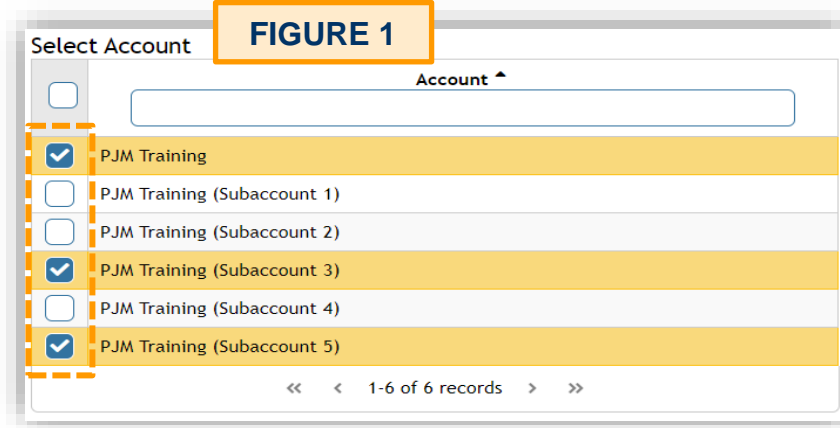 FIGURE 1
Select Account
Account
PJM Training
PJM Training (Subaccount 1)
PJM Training (Subaccount 2)
PJM Training (Subaccount 3)
PJM Training (Subaccount 4)
PJM Training (Subaccount 5)
<< < 1-6 of 6 records > >>